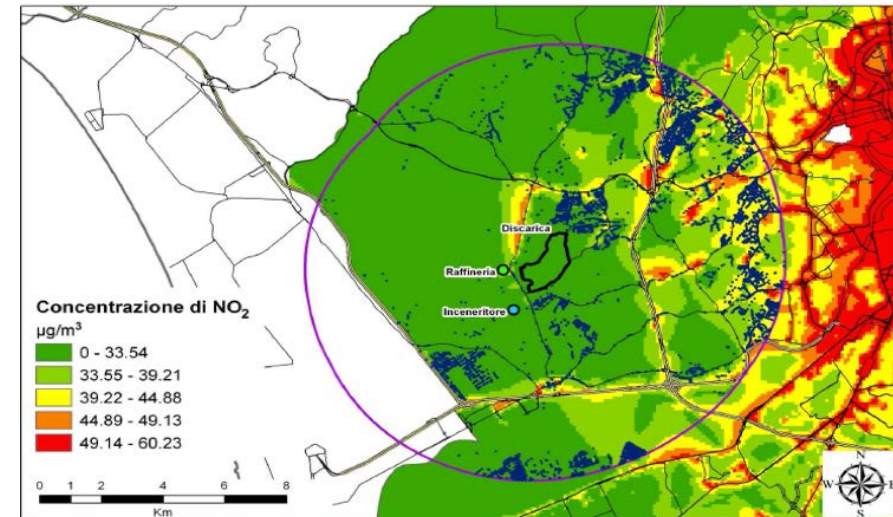 Discarica
Raffineria
Inceneritore
Concentrazione di NO₂
µg/m³
0 - 33.54
33.55 - 39.21
39.22 - 44.88
44.89 - 49.13
49.14 - 60.23
0 2 4 6 8
Km
N
W E
S